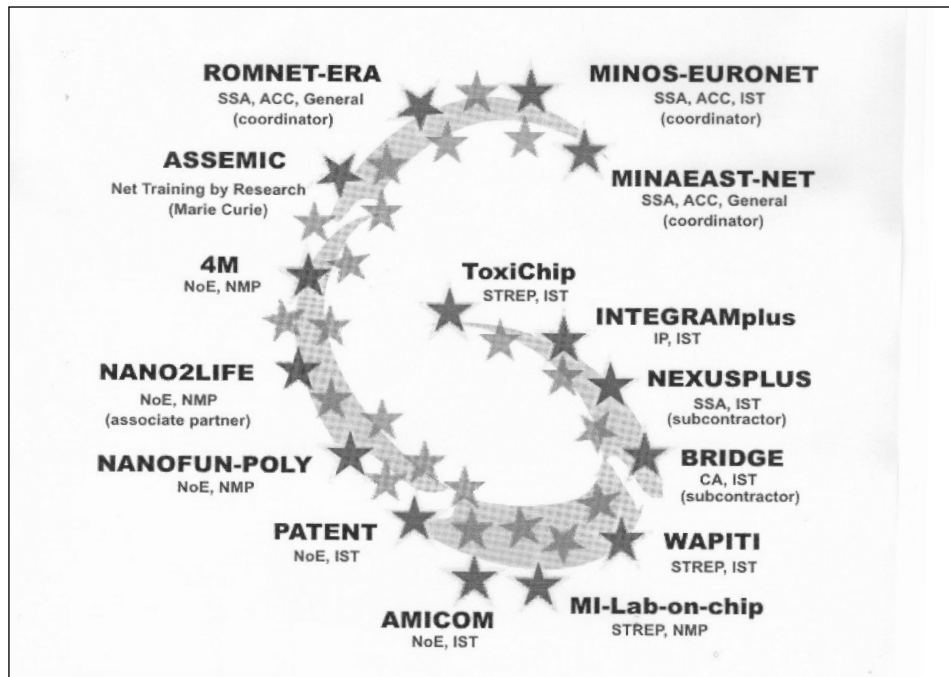 ROMNET-ERA
SSA, ACC, General
(coordinator)
MINOS-EURONET
SSA, ACC, IST
(coordinator)
ASSEMIC
Net Training by Research
(Marie Curie)
MINAEAST-NET
SSA, ACC, General
(coordinator)
4M
NoE, NMP
ToxiChip
STREP, IST
INTEGRAMplus
IP, IST
NANO2LIFE
NoE, NMP
(associate partner)
NEXUSPLUS
SSA, IST
(subcontractor)
NANOFUN-POLY
NoE, NMP
BRIDGE
CA, IST
(subcontractor)
PATENT
NoE, IST
WAPITI
STREP, IST
AMICOM
NoE, IST
MI-Lab-on-chip
STREP, NMP